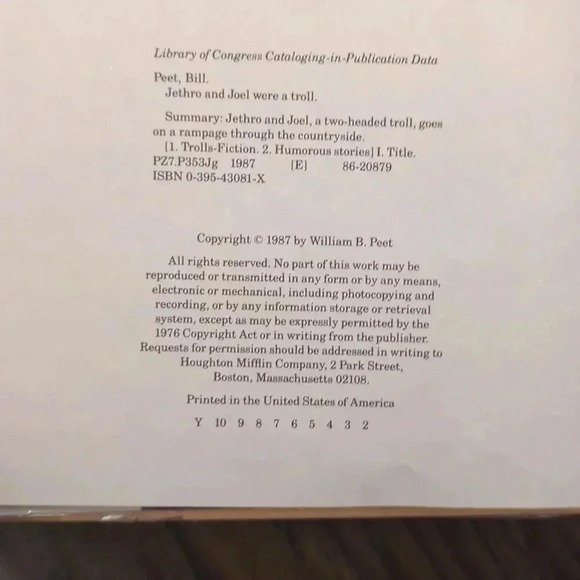 Library of Congress Cataloging-in-Publication Data
Peet, Bill.
Jethro and Joel were a troll.
Summary: Jethro and Joel, a two-headed troll, goes
on a rampage through the countryside.
[1. Trolls-Fiction. 2. Humorous stories] I. Title.
PZ7.P353Jg 1987 [E] 86-20879
ISBN 0-395-43081-X
Copyright © 1987 by William B. Peet
All rights reserved. No part of this work may be
reproduced or transmitted in any form or by any means,
electronic or mechanical, including photocopying and
recording, or by any information storage or retrieval
system, except as may be expressly permitted by the
1976 Copyright Act or in writing from the publisher.
Requests for permission should be addressed in writing to
Houghton Mifflin Company, 2 Park Street,
Boston, Massachusetts 02108.
Printed in the United States of America
Y 10 9 8 7 6 5 4 3 2